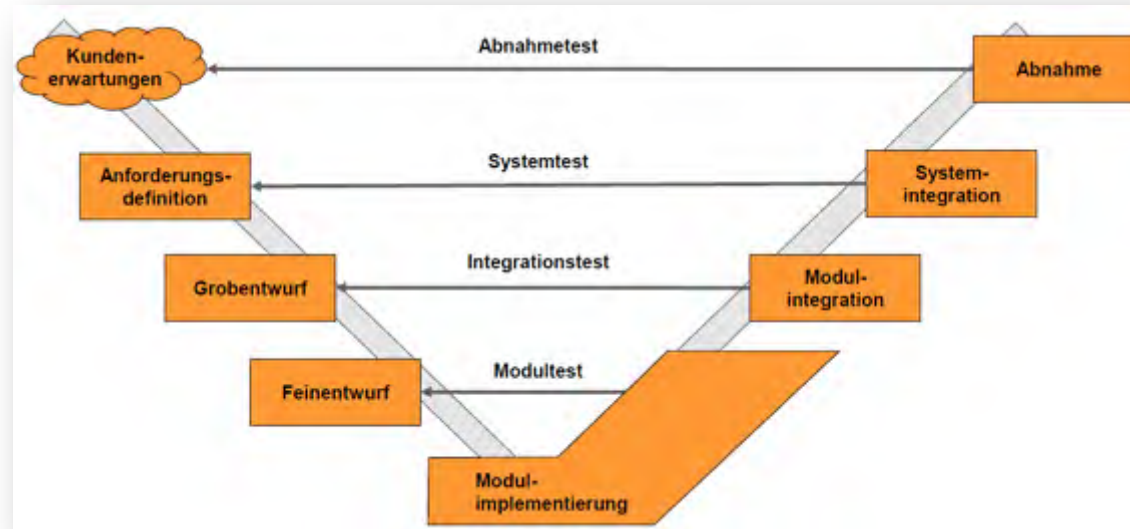 Kunden-
erwartungen
Abnahmetest
Abnahme
Anforderungs-
definition
Systemtest
System-
integration
Grobentwurf
Integrationstest
Modul-
integration
Feinentwurf
Modultest
Modul-
implementierung